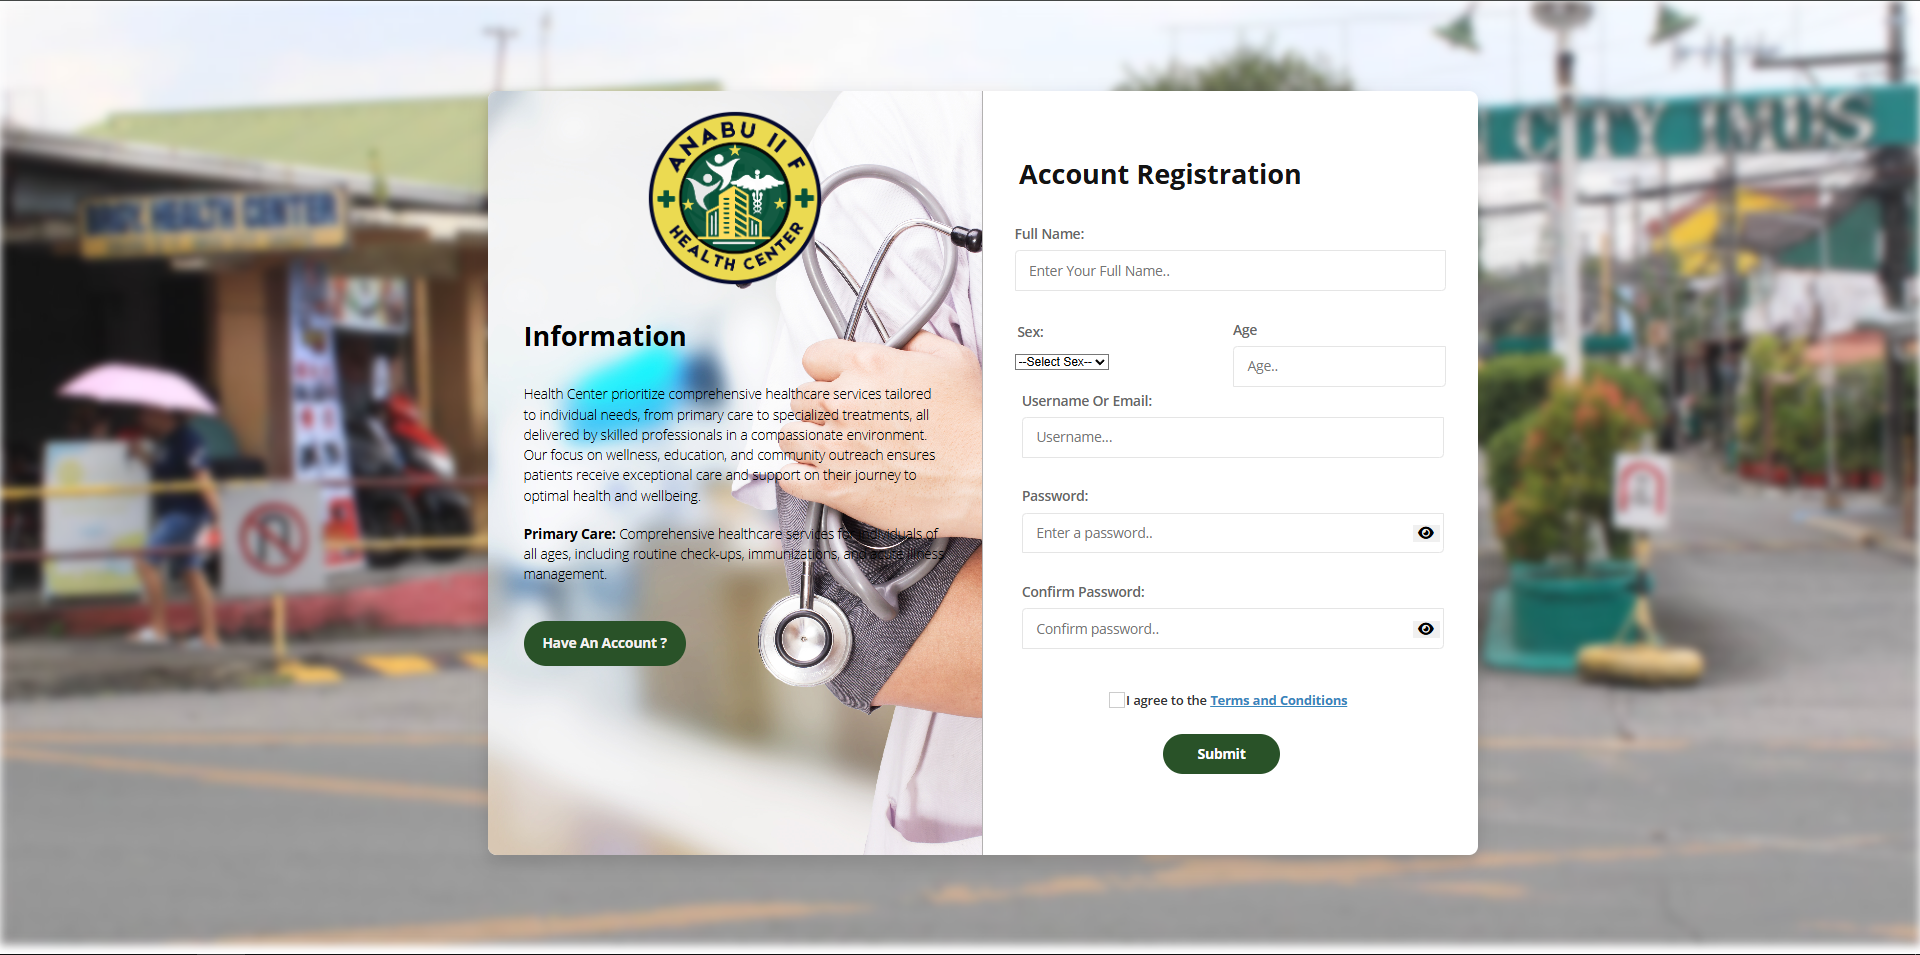 ANABU II F
HEALTH CENTER
Information
Health Center prioritize comprehensive healthcare services tailored
to individual needs, from primary care to specialized treatments, all
delivered by skilled professionals in a compassionate environment.
Our focus on wellness, education, and community outreach ensures
patients receive exceptional care and support on their journey to
optimal health and wellbeing.
Primary Care: Comprehensive healthcare services for individuals of
all ages, including routine check-ups, immunizations, and acute illness
management.
Have An Account ?
Account Registration
Full Name:
Enter Your Full Name..
Sex:
Age
--Select Sex--
Age..
Username Or Email:
Username...
Password:
Enter a password..
Confirm Password:
Confirm password..
I agree to the Terms and Conditions
Submit
HEALTH CENTER
CITY IMUS